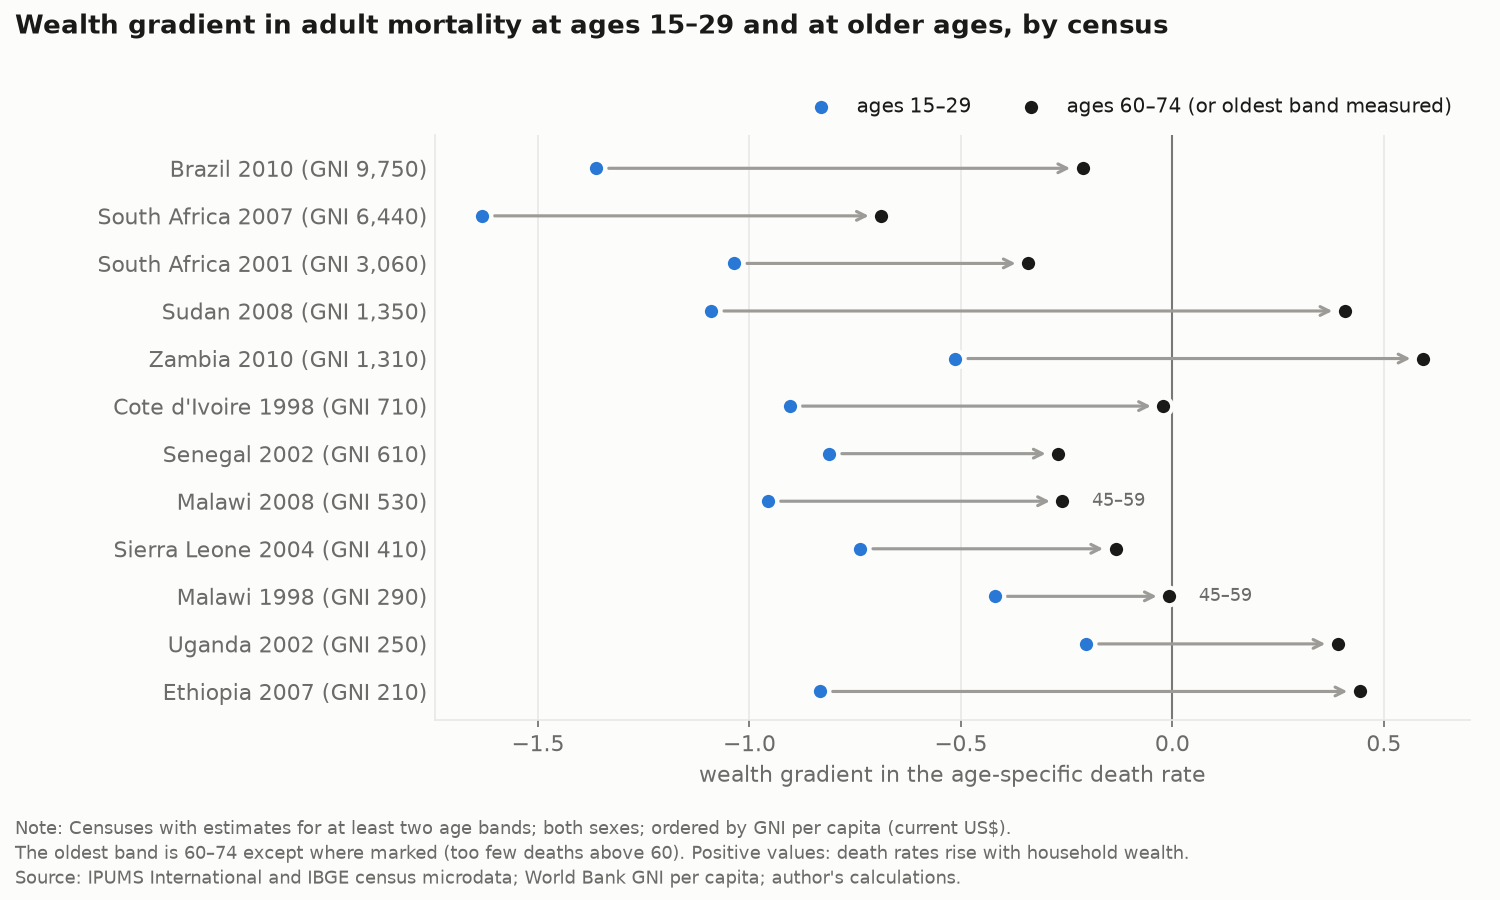 Wealth gradient in adult mortality at ages 15–29 and at older ages, by census
ages 15–29
ages 60–74 (or oldest band measured)
Brazil 2010 (GNI 9,750)
South Africa 2007 (GNI 6,440)
South Africa 2001 (GNI 3,060)
Sudan 2008 (GNI 1,350)
Zambia 2010 (GNI 1,310)
Cote d'Ivoire 1998 (GNI 710)
Senegal 2002 (GNI 610)
Malawi 2008 (GNI 530)
45–59
Sierra Leone 2004 (GNI 410)
Malawi 1998 (GNI 290)
45–59
Uganda 2002 (GNI 250)
Ethiopia 2007 (GNI 210)
−1.5
−1.0
−0.5
0.0
0.5
wealth gradient in the age-specific death rate
Note: Censuses with estimates for at least two age bands; both sexes; ordered by GNI per capita (current US$).
The oldest band is 60–74 except where marked (too few deaths above 60). Positive values: death rates rise with household wealth.
Source: IPUMS International and IBGE census microdata; World Bank GNI per capita; author's calculations.